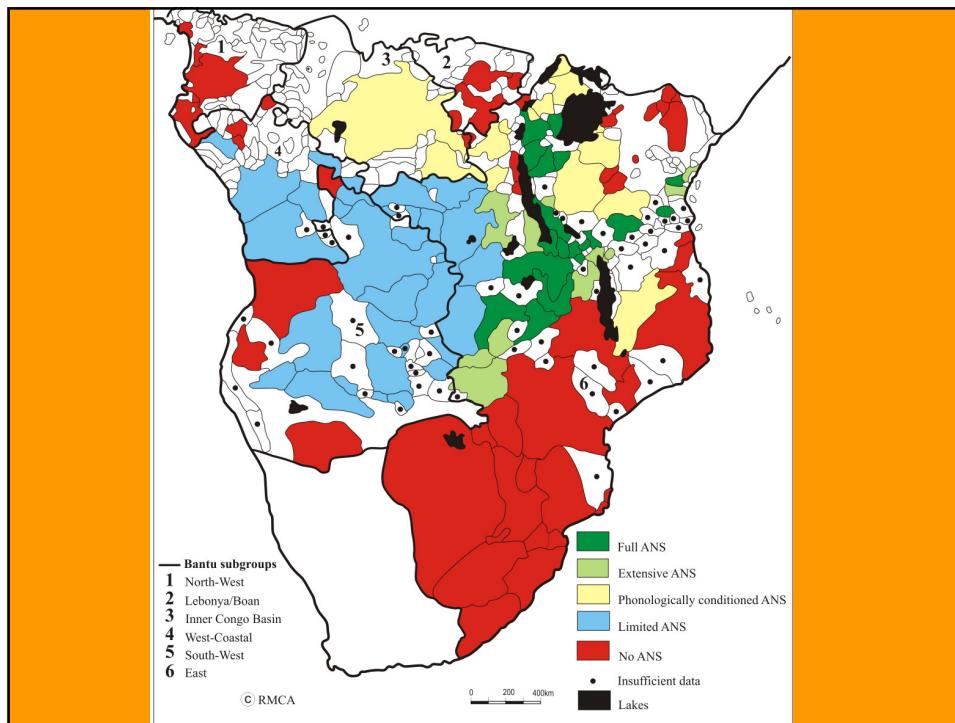 1
3
2
4
5
6
Bantu subgroups
1 North-West
2 Lebonya/Boan
3 Inner Congo Basin
4 West-Coastal
5 South-West
6 East
© RMCA
0 200 400km
Full ANS
Extensive ANS
Phonologically conditioned ANS
Limited ANS
No ANS
Insufficient data
Lakes